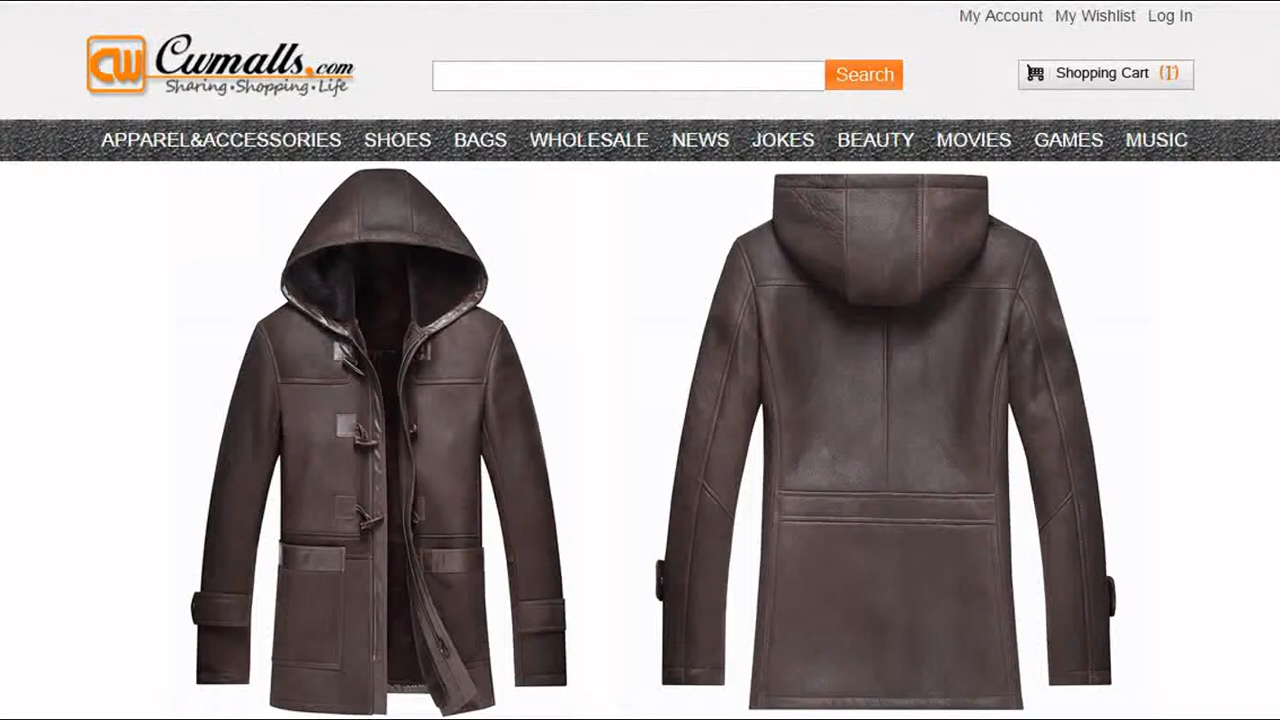 My Account My Wishlist Log In
CW Cwmalls.com
Sharing•Shopping•Life
Search
Shopping Cart (1)
APPAREL&ACCESSORIES SHOES BAGS WHOLESALE NEWS JOKES BEAUTY MOVIES GAMES MUSIC